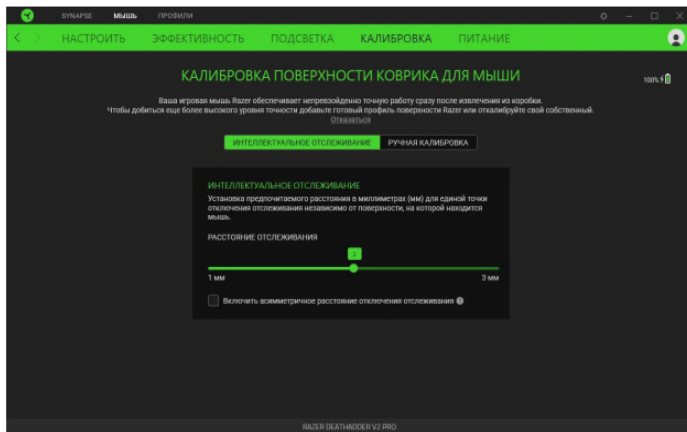 SYNAPSE МЫШЬ ПРОФИЛИ
НАСТРОИТЬ ЭФФЕКТИВНОСТЬ ПОДСВЕТКА КАЛИБРОВКА ПИТАНИЕ
КАЛИБРОВКА ПОВЕРХНОСТИ КОВРИКА ДЛЯ МЫШИ
100%
Ваша игровая мышь Razer обеспечивает непревзойденно точную работу сразу после извлечения из коробки.
Чтобы добиться еще более высокого уровня точности добавьте готовый профиль поверхности Razer или откалибруйте свой собственный.
Отказаться
ИНТЕЛЛЕКТУАЛЬНОЕ ОТСЛЕЖИВАНИЕ РУЧНАЯ КАЛИБРОВКА
ИНТЕЛЛЕКТУАЛЬНОЕ ОТСЛЕЖИВАНИЕ
Установка предпочитаемого расстояния в миллиметрах (мм) для единой точки
отключения отслеживания независимо от поверхности, на которой находится
мышь.
РАССТОЯНИЕ ОТСЛЕЖИВАНИЯ
2
1 мм 3 мм
Включить асимметричное расстояние отключения отслеживания ?
RAZER DEATHADDER V2 PRO